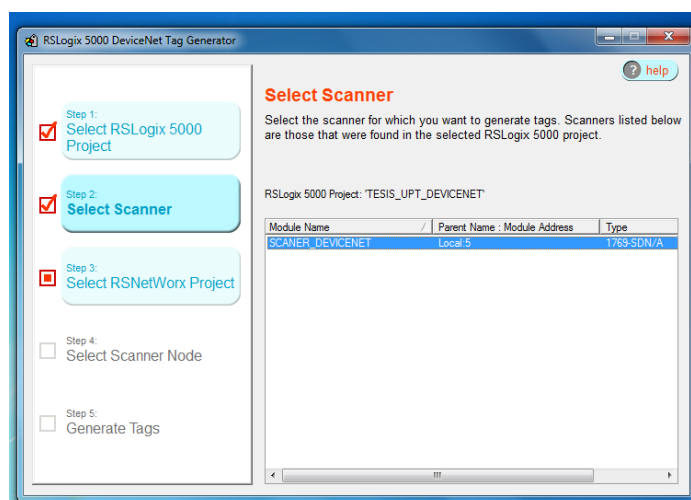 RSLogix 5000 DeviceNet Tag Generator
help
Step 1:
Select RSLogix 5000
Project
Step 2:
Select Scanner
Step 3:
Select RSNetWorx Project
Step 4:
Select Scanner Node
Step 5:
Generate Tags
Select Scanner
Select the scanner for which you want to generate tags. Scanners listed below
are those that were found in the selected RSLogix 5000 project.
RSLogix 5000 Project: 'TESIS_UPT_DEVICENET'
Module Name / Parent Name : Module Address Type
SCANER_DEVICENET Local:5 1769-SDN/A